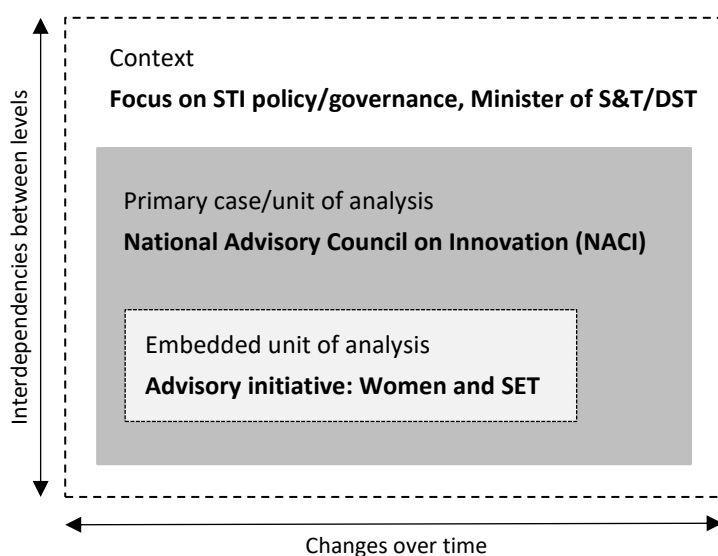 Context
Focus on STI policy/governance, Minister of S&T/DST
Primary case/unit of analysis
National Advisory Council on Innovation (NACI)
Embedded unit of analysis
Advisory initiative: Women and SET
Interdependencies between levels
Changes over time